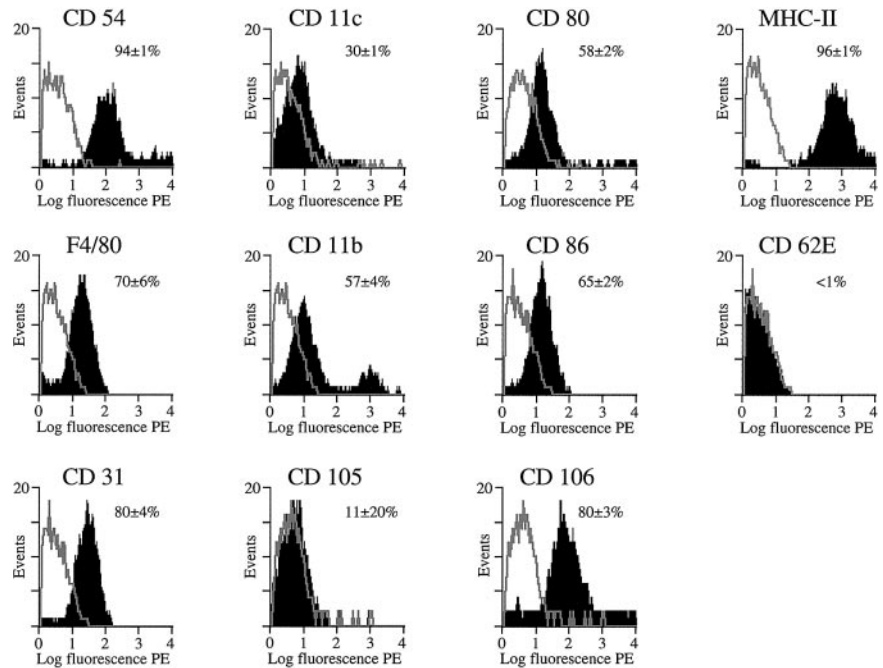 CD 54 CD 11c CD 80 MHC-II
20 20 20 20
94±1% 30±1% 58±2% 96±1%
Events Events Events Events
0 1 2 3 4 0 1 2 3 4 0 1 2 3 4 0 1 2 3 4
Log fluorescence PE Log fluorescence PE Log fluorescence PE Log fluorescence PE
F4/80 CD 11b CD 86 CD 62E
20 20 20 20
70±6% 57±4% 65±2% <1%
Events Events Events Events
0 1 2 3 4 0 1 2 3 4 0 1 2 3 4 0 1 2 3 4
Log fluorescence PE Log fluorescence PE Log fluorescence PE Log fluorescence PE
CD 31 CD 105 CD 106
20 20 20
80±4% 11±20% 80±3%
Events Events Events
0 1 2 3 4 0 1 2 3 4 0 1 2 3 4
Log fluorescence PE Log fluorescence PE Log fluorescence PE